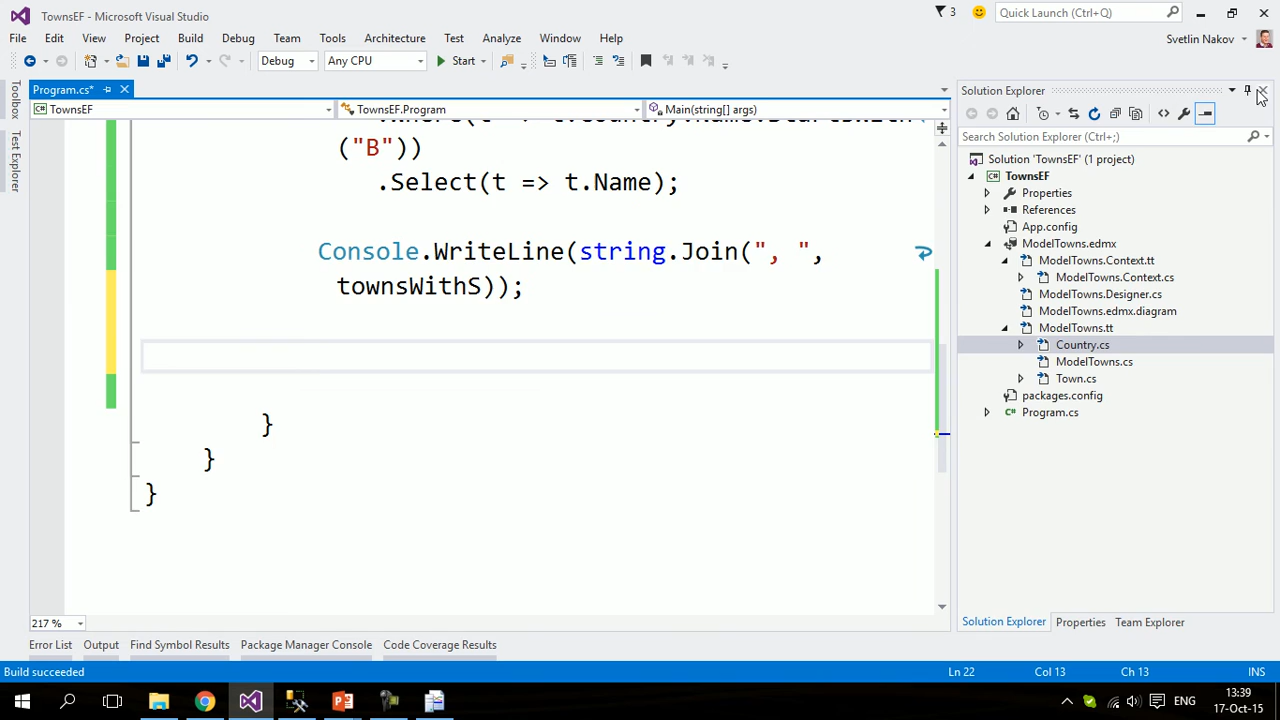 TownsEF - Microsoft Visual Studio
3
Quick Launch (Ctrl+Q)
File Edit View Project Build Debug Team Tools Architecture Test Analyze Window Help
Svetlin Nakov
Debug Any CPU Start
Toolbox
Test Explorer
Program.cs*
TownsEF TownsEF.Program Main(string[] args)
("B"))
.Select(t => t.Name);
Console.WriteLine(string.Join(", ",
townsWithS));
}
}
}
217 %
Solution Explorer
Search Solution Explorer (Ctrl+;)
Solution 'TownsEF' (1 project)
TownsEF
Properties
References
App.config
ModelTowns.edmx
ModelTowns.Context.tt
ModelTowns.Context.cs
ModelTowns.Designer.cs
ModelTowns.edmx.diagram
ModelTowns.tt
Country.cs
ModelTowns.cs
Town.cs
packages.config
Program.cs
Solution Explorer Properties Team Explorer
Error List Output Find Symbol Results Package Manager Console Code Coverage Results
Build succeeded Ln 22 Col 13 Ch 13 INS
ENG
13:39
17-Oct-15